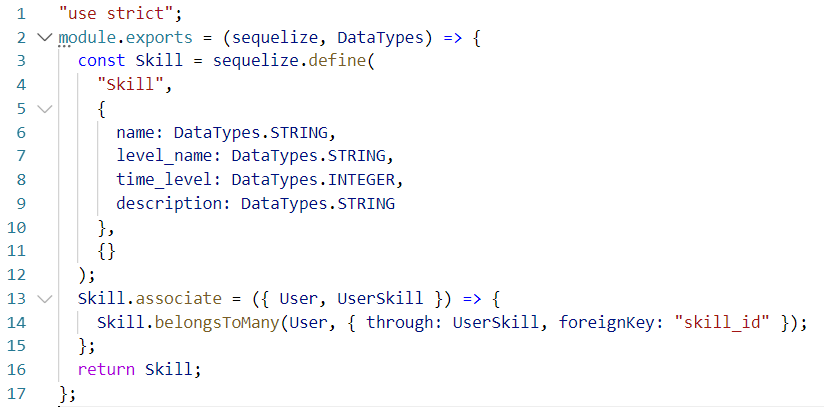 1 "use strict";
2 module.exports = (sequelize, DataTypes) => {
3   const Skill = sequelize.define(
4     "Skill",
5     {
6       name: DataTypes.STRING,
7       level_name: DataTypes.STRING,
8       time_level: DataTypes.INTEGER,
9       description: DataTypes.STRING
10     },
11     {}
12   );
13   Skill.associate = ({ User, UserSkill }) => {
14     Skill.belongsToMany(User, { through: UserSkill, foreignKey: "skill_id" });
15   };
16   return Skill;
17 };